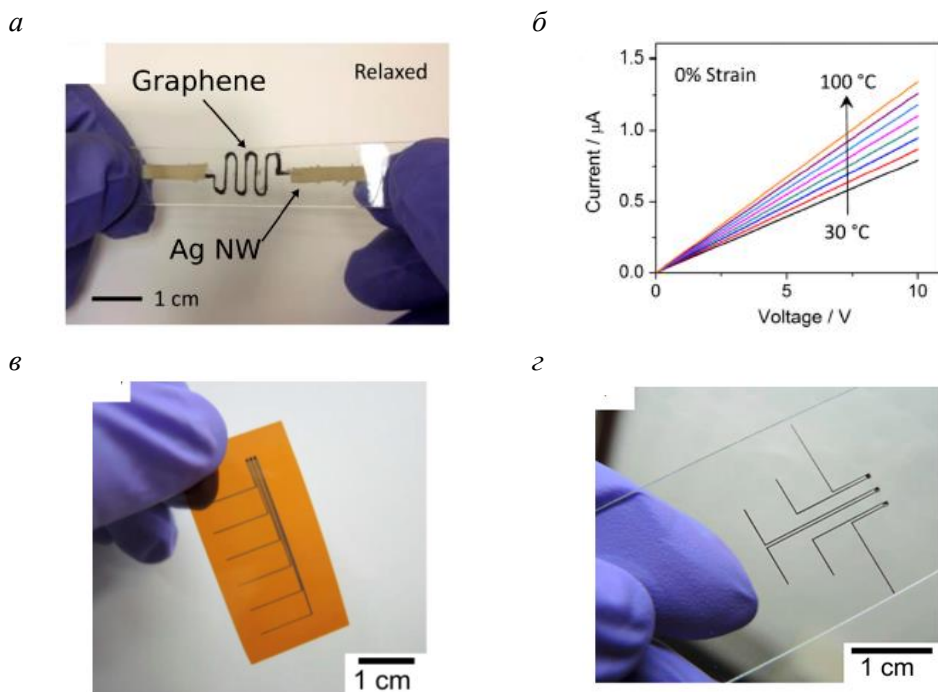 а
Graphene
Relaxed
Ag NW
1 cm
б
1.5
1.0
0.5
0.0
Current / µA
0% Strain
100 °C
30 °C
0
5
10
Voltage / V
в
1 cm
г
1 cm